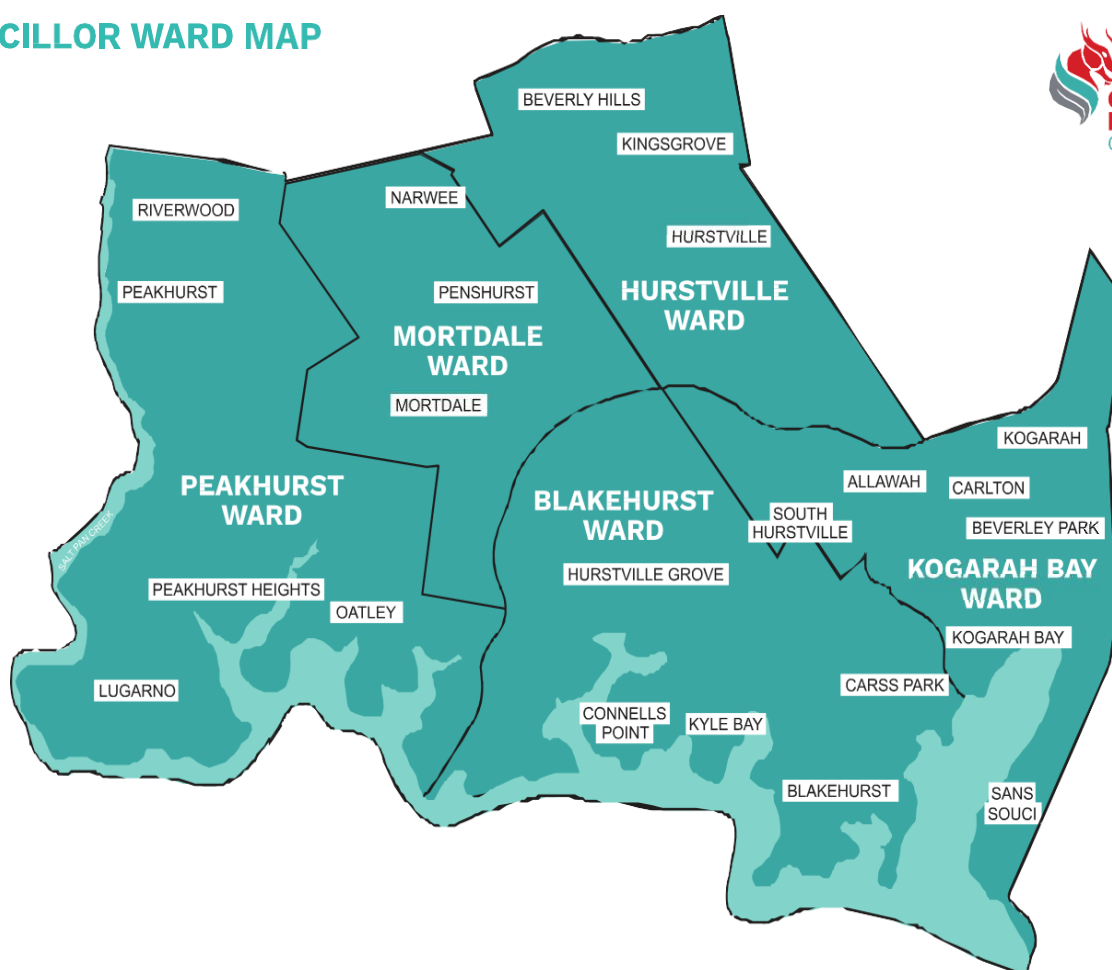 CILLOR WARD MAP
BEVERLY HILLS
KINGSGROVE
NARWEE
RIVERWOOD
HURSTVILLE
PEAKHURST
PENSHURST
HURSTVILLE
WARD
MORTDALE
WARD
MORTDALE
KOGARAH
PEAKHURST
WARD
ALLAWAH
CARLTON
BLAKEHURST
WARD
SOUTH
HURSTVILLE
BEVERLEY PARK
SALT PAN CREEK
HURSTVILLE GROVE
KOGARAH BAY
WARD
PEAKHURST HEIGHTS
OATLEY
KOGARAH BAY
LUGARNO
CARSS PARK
CONNELLS
POINT
KYLE BAY
BLAKEHURST
SANS
SOUCI